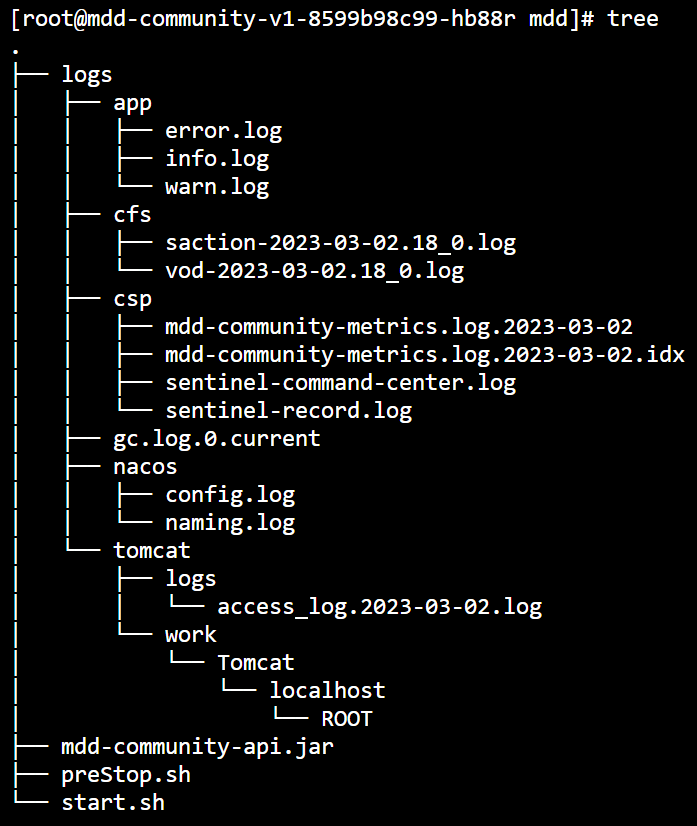 [root@mdd-community-v1-8599b98c99-hb88r mdd]# tree
.
├── logs
│   ├── app
│   │   ├── error.log
│   │   ├── info.log
│   │   └── warn.log
│   ├── cfs
│   │   ├── saction-2023-03-02.18_0.log
│   │   └── vod-2023-03-02.18_0.log
│   ├── csp
│   │   ├── mdd-community-metrics.log.2023-03-02
│   │   ├── mdd-community-metrics.log.2023-03-02.idx
│   │   ├── sentinel-command-center.log
│   │   └── sentinel-record.log
│   ├── gc.log.0.current
│   ├── nacos
│   │   ├── config.log
│   │   └── naming.log
│   └── tomcat
│       ├── logs
│       │   └── access_log.2023-03-02.log
│       └── work
│           └── Tomcat
│               └── localhost
│                   └── ROOT
├── mdd-community-api.jar
├── preStop.sh
└── start.sh